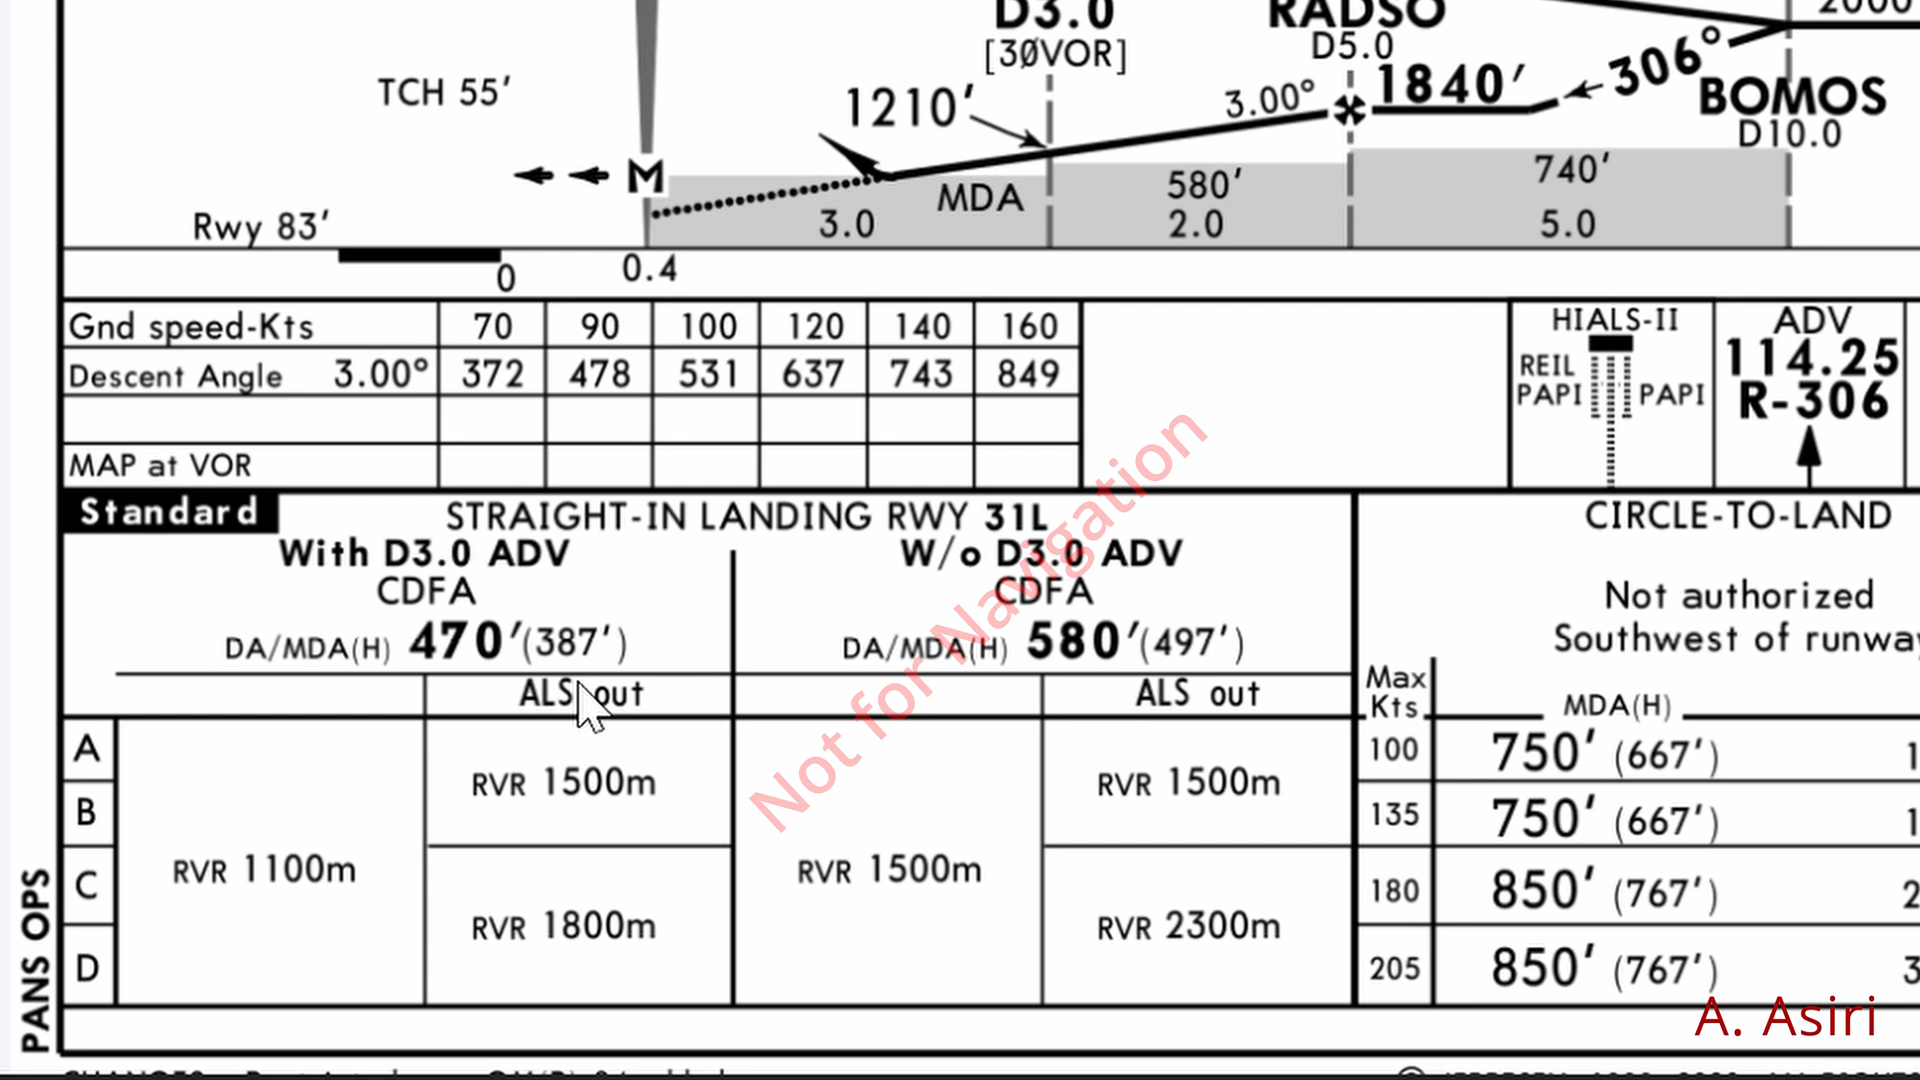 D3.0
[3ØVOR]
RADSO
D5.0
2000
TCH 55'
1210'
3.00°
1840'
306°
BOMOS
D10.0
M
MDA
580'
740'
Rwy 83'
3.0
2.0
5.0
0
0.4
Gnd speed-Kts 70 90 100 120 140 160
Descent Angle 3.00° 372 478 531 637 743 849
MAP at VOR
HIALS-II
REIL
PAPI PAPI
ADV
114.25
R-306
Standard
STRAIGHT-IN LANDING RWY 31L
CIRCLE-TO-LAND
With D3.0 ADV
W/o D3.0 ADV
CDFA
CDFA
Not authorized
Southwest of runway
DA/MDA(H) 470'(387')
DA/MDA(H) 580'(497')
ALS out
ALS out
Max
Kts
MDA(H)
A
B
C
D
RVR 1100m
RVR 1500m
RVR 1800m
RVR 1500m
RVR 1500m
RVR 2300m
100 750' (667') 1
135 750' (667') 1
180 850' (767') 2
205 850' (767') 3
PANS OPS
Not for Navigation
A. Asiri